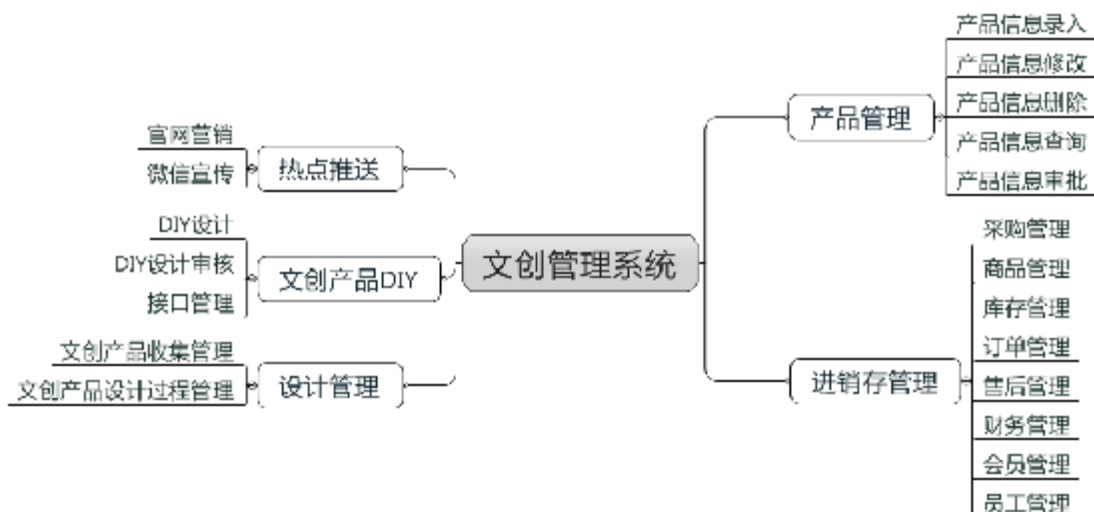 文创管理系统
热点推送
官网营销
微信宣传
文创产品DIY
DIY设计
DIY设计审核
接口管理
设计管理
文创产品收集管理
文创产品设计过程管理
产品管理
产品信息录入
产品信息修改
产品信息删除
产品信息查询
产品信息审批
进销存管理
采购管理
商品管理
库存管理
订单管理
售后管理
财务管理
会员管理
员工管理